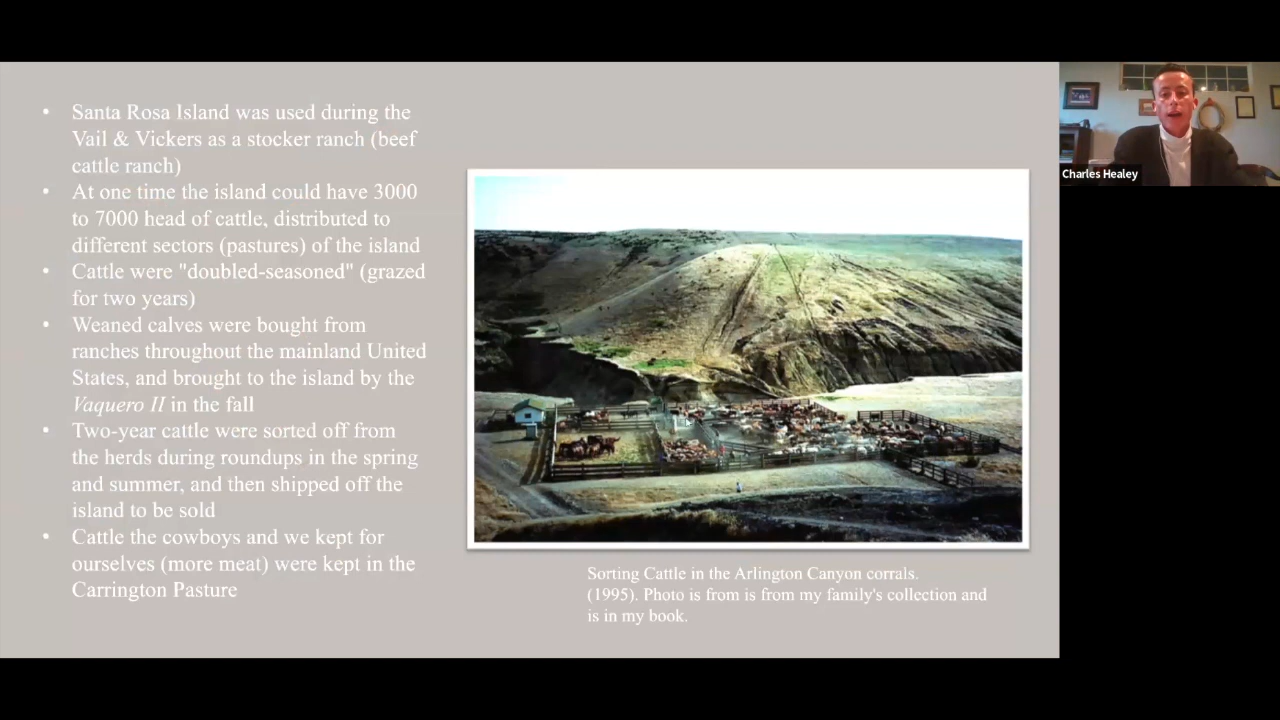 • Santa Rosa Island was used during the
Vail & Vickers as a stocker ranch (beef
cattle ranch)
• At one time the island could have 3000
to 7000 head of cattle, distributed to
different sectors (pastures) of the island
• Cattle were "doubled-seasoned" (grazed
for two years)
• Weaned calves were bought from
ranches throughout the mainland United
States, and brought to the island by the
Vaquero II in the fall
• Two-year cattle were sorted off from
the herds during roundups in the spring
and summer, and then shipped off the
island to be sold
• Cattle the cowboys and we kept for
ourselves (more meat) were kept in the
Carrington Pasture
Sorting Cattle in the Arlington Canyon corrals.
(1995). Photo is from is from my family's collection and
is in my book.
Charles Healey